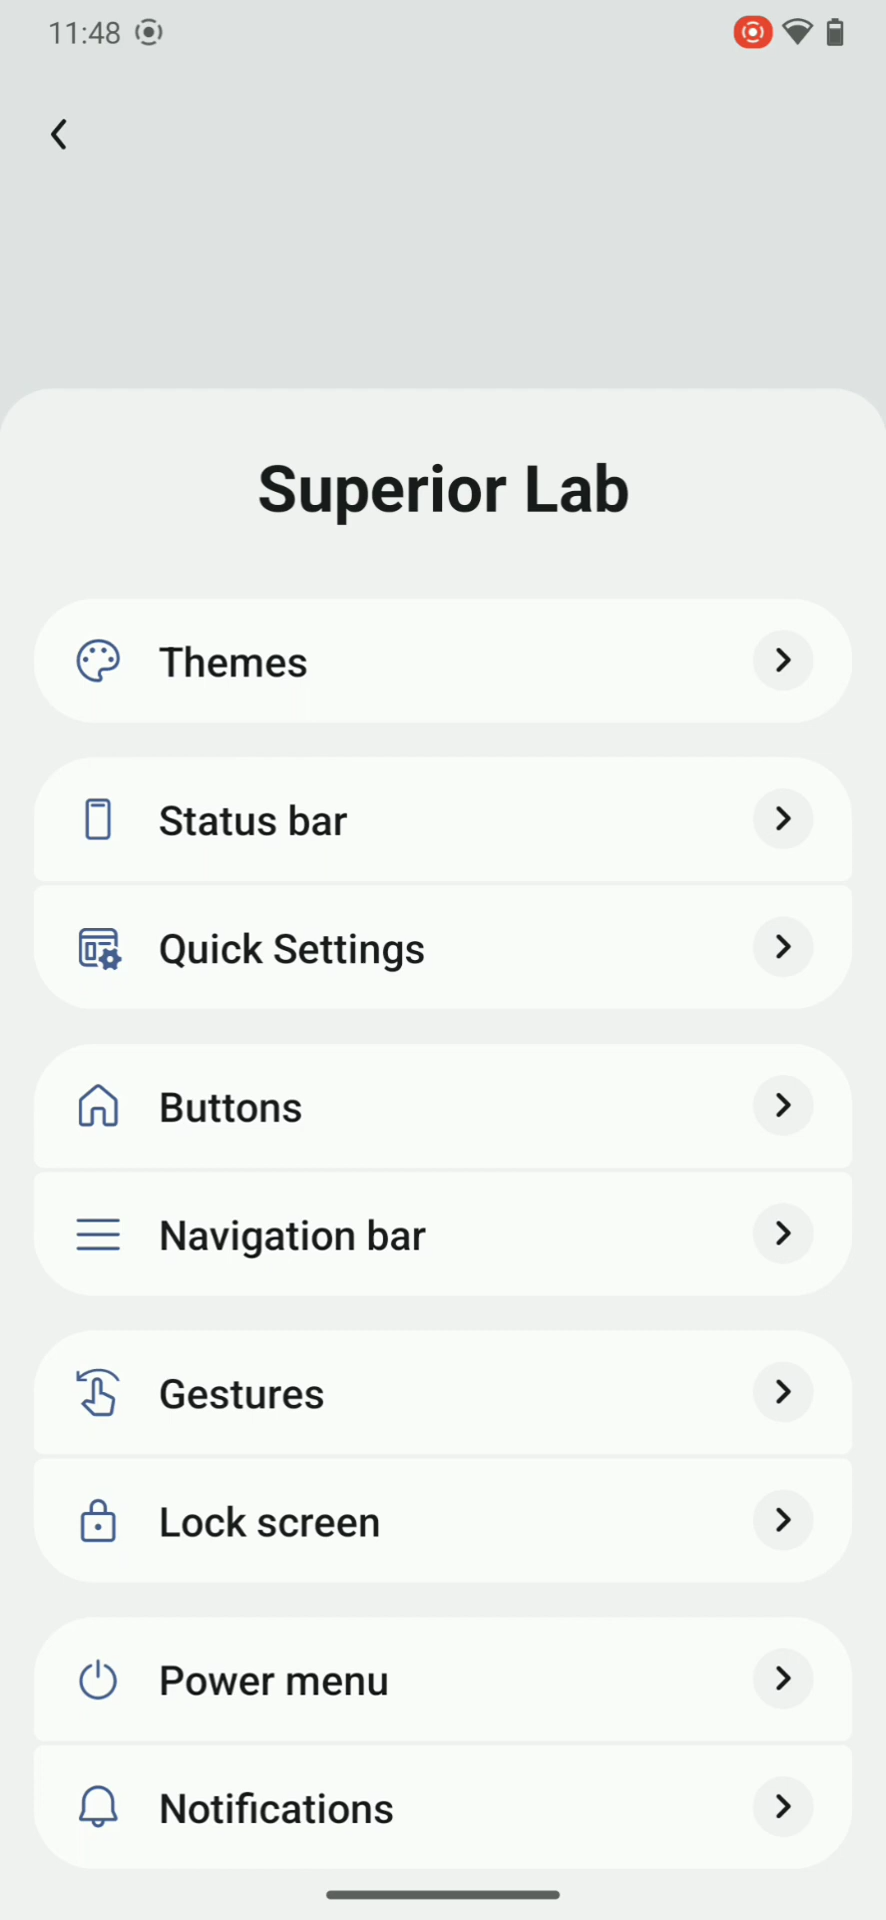 11:48
Superior Lab
Themes
Status bar
Quick Settings
Buttons
Navigation bar
Gestures
Lock screen
Power menu
Notifications